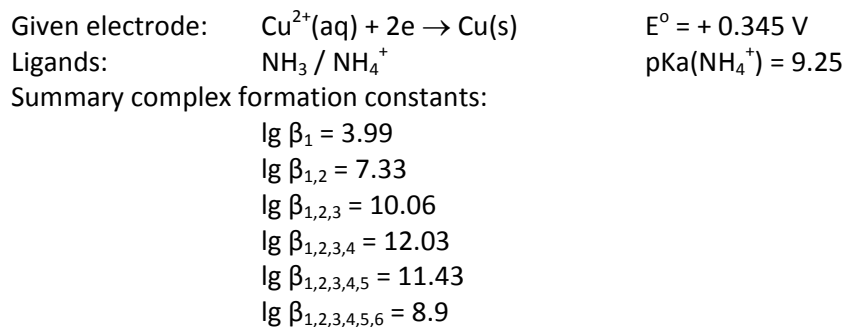 Given electrode: Cu²⁺(aq) + 2e → Cu(s) E° = + 0.345 V
Ligands: NH₃ / NH₄⁺ pKa(NH₄⁺) = 9.25
Summary complex formation constants:
lg β₁ = 3.99
lg β₁,₂ = 7.33
lg β₁,₂,₃ = 10.06
lg β₁,₂,₃,₄ = 12.03
lg β₁,₂,₃,₄,₅ = 11.43
lg β₁,₂,₃,₄,₅,₆ = 8.9